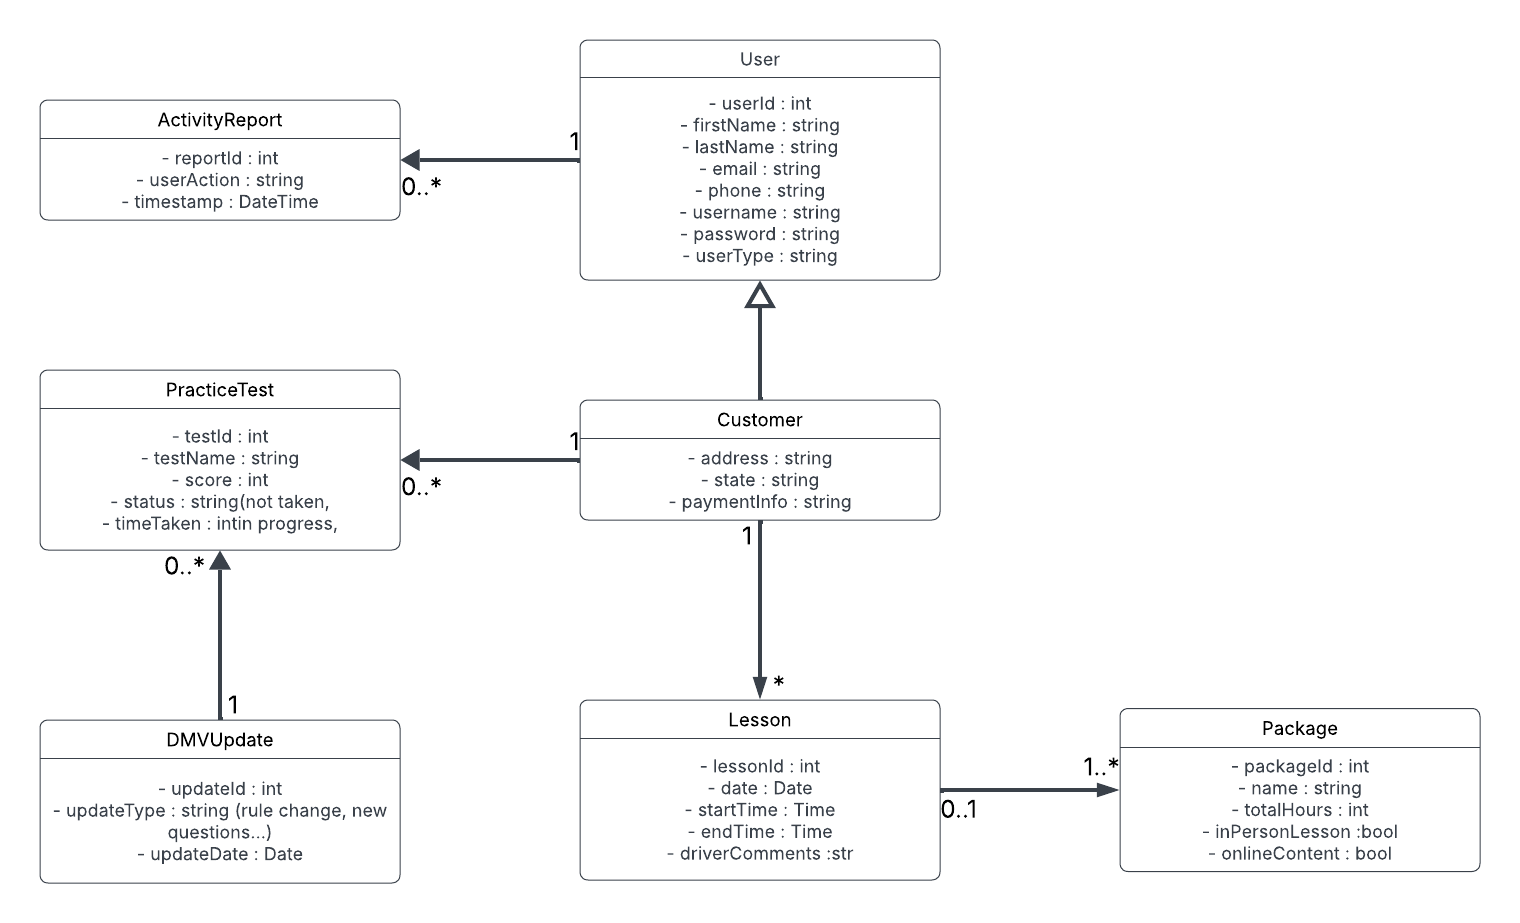 User
- userId : int
- firstName : string
- lastName : string
- email : string
- phone : string
- username : string
- password : string
- userType : string
ActivityReport
- reportId : int
- userAction : string
- timestamp : DateTime
1
0..*
PracticeTest
- testId : int
- testName : string
- score : int
- status : string(not taken,
- timeTaken : intin progress,
Customer
- address : string
- state : string
- paymentInfo : string
1
0..*
0..*
1
1
*
DMVUpdate
- updateId : int
- updateType : string (rule change, new
questions...)
- updateDate : Date
Lesson
- lessonId : int
- date : Date
- startTime : Time
- endTime : Time
- driverComments :str
1..*
0..1
Package
- packageId : int
- name : string
- totalHours : int
- inPersonLesson :bool
- onlineContent : bool